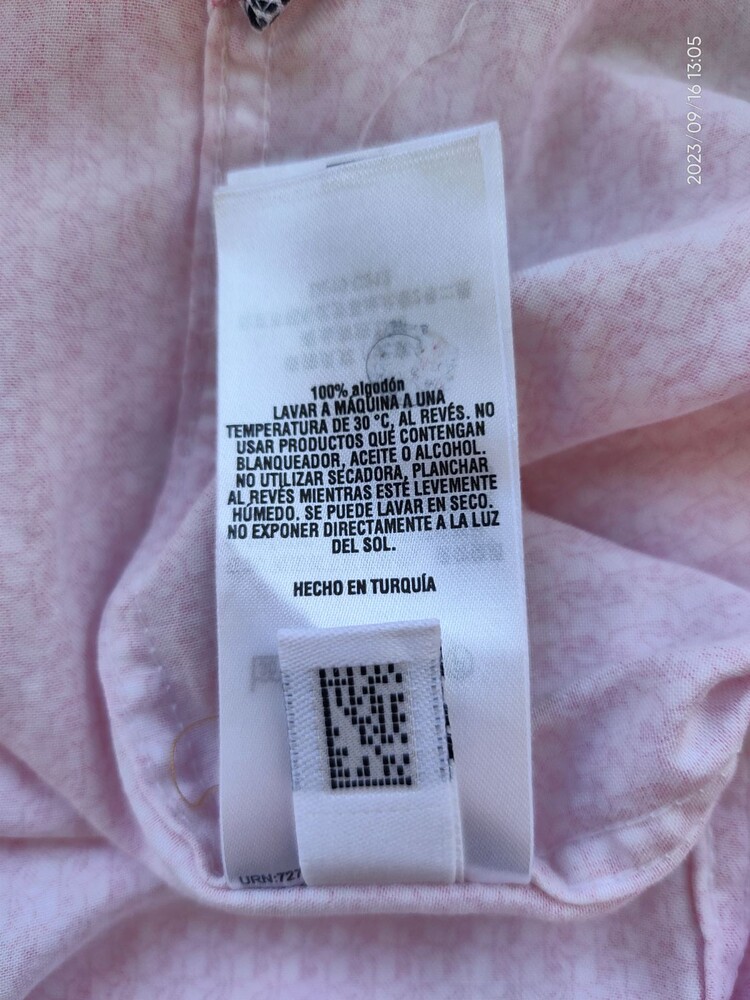 2023/09/16 13:05
100% algodón
LAVAR A MÁQUINA A UNA
TEMPERATURA DE 30 °C, AL REVÉS. NO
USAR PRODUCTOS QUE CONTENGAN
BLANQUEADOR, ACEITE O ALCOHOL.
NO UTILIZAR SECADORA, PLANCHAR
AL REVÉS MIENTRAS ESTÉ LEVEMENTE
HÚMEDO. SE PUEDE LAVAR EN SECO.
NO EXPONER DIRECTAMENTE A LA LUZ
DEL SOL.
HECHO EN TURQUÍA
URN:727